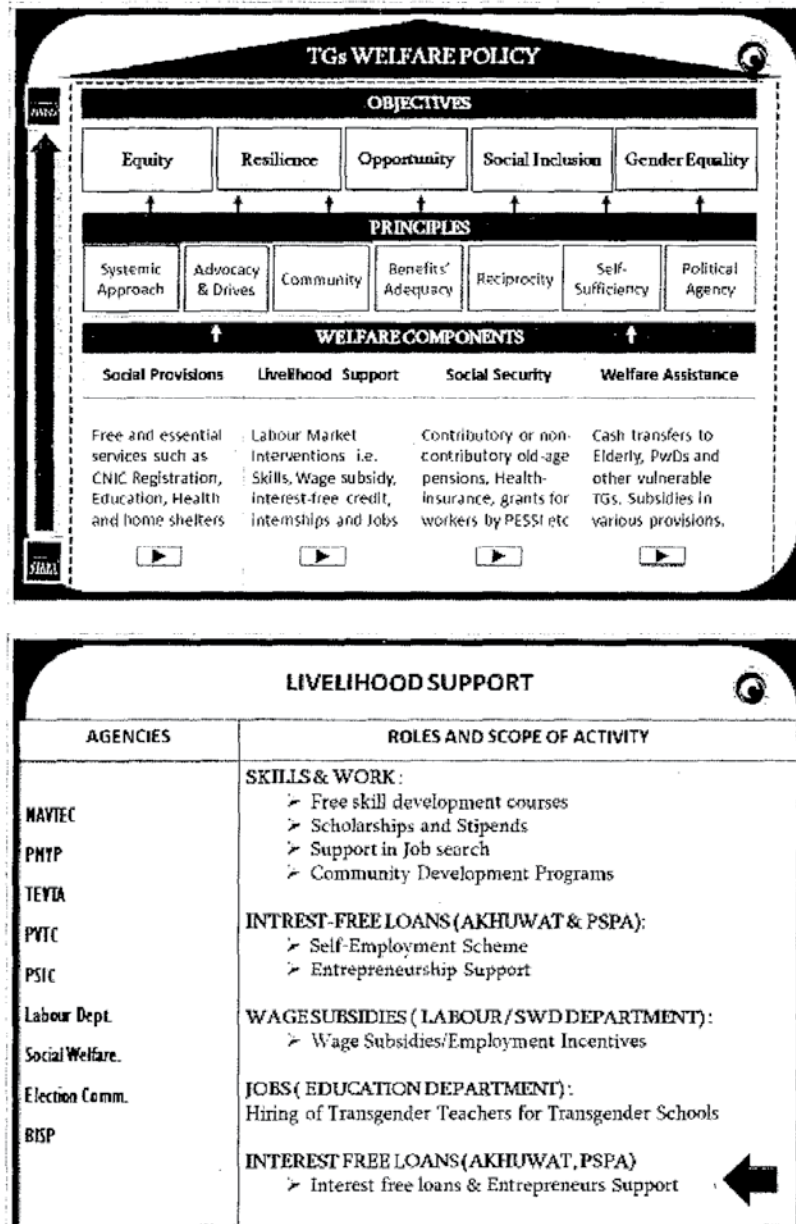 TGs WELFARE POLICY
OBJECTIVES
Equity
Resilience
Opportunity
Social Inclusion
Gender Equality
PRINCIPLES
Systemic
Approach
Advocacy
& Drives
Community
Benefits'
Adequacy
Reciprocity
Self-
Sufficiency
Political
Agency
WELFARE COMPONENTS
Social Provisions
Free and essential
services such as
CNIC Registration,
Education, Health
and home shelters
Livelihood Support
Labour Market
Interventions i.e.
Skills, Wage subsidy,
interest-free credit,
internships and Jobs
Social Security
Contributory or non-
contributory old-age
pensions, Health-
insurance, grants for
workers by PESSI etc
Welfare Assistance
Cash transfers to
Elderly, PwDs and
other vulnerable
TGs. Subsidies in
various provisions.
LIVELIHOOD SUPPORT
AGENCIES
NAVTEC
PMYP
TEVTA
PVTC
PSIC
Labour Dept.
Social Welfare.
Election Comm.
BISP
ROLES AND SCOPE OF ACTIVITY
SKILLS & WORK :
➢ Free skill development courses
➢ Scholarships and Stipends
➢ Support in Job search
➢ Community Development Programs
INTREST-FREE LOANS (AKHUWAT & PSPA):
➢ Self-Employment Scheme
➢ Entrepreneurship Support
WAGE SUBSIDIES ( LABOUR / SWD DEPARTMENT) :
➢ Wage Subsidies/Employment Incentives
JOBS ( EDUCATION DEPARTMENT) :
Hiring of Transgender Teachers for Transgender Schools
INTEREST FREE LOANS (AKHUWAT, PSPA)
➢ Interest free loans & Entrepreneurs Support